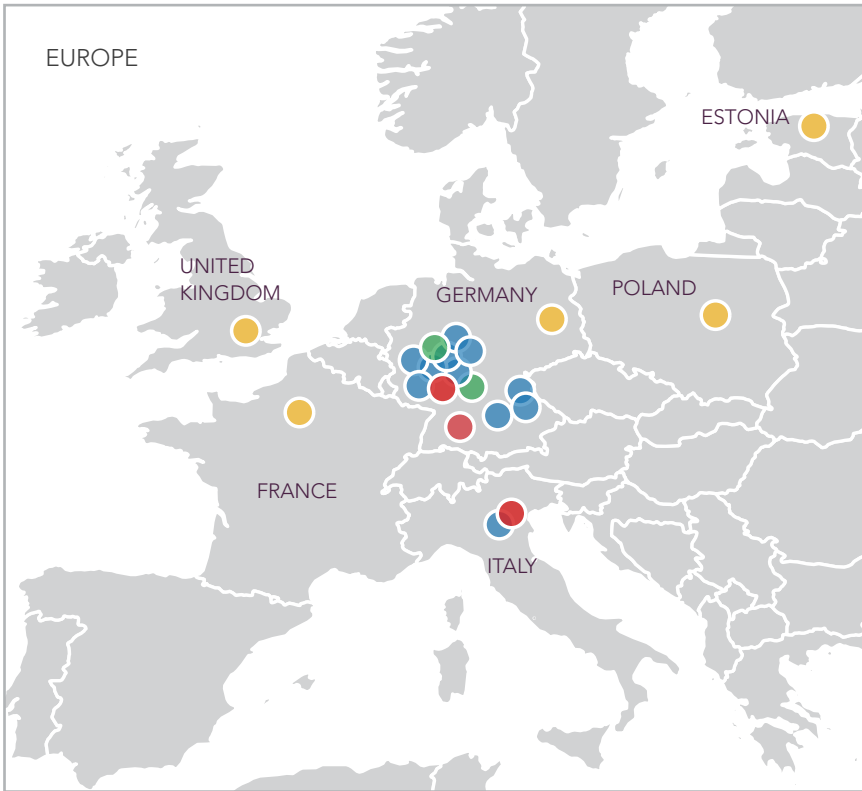 EUROPE
ESTONIA
UNITED
KINGDOM
GERMANY
POLAND
FRANCE
ITALY